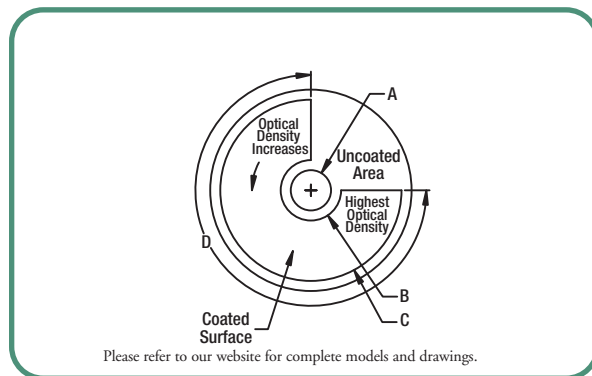 A
Optical
Density
Increases
Uncoated
Area
Highest
Optical
Density
D
B
C
Coated
Surface
Please refer to our website for complete models and drawings.